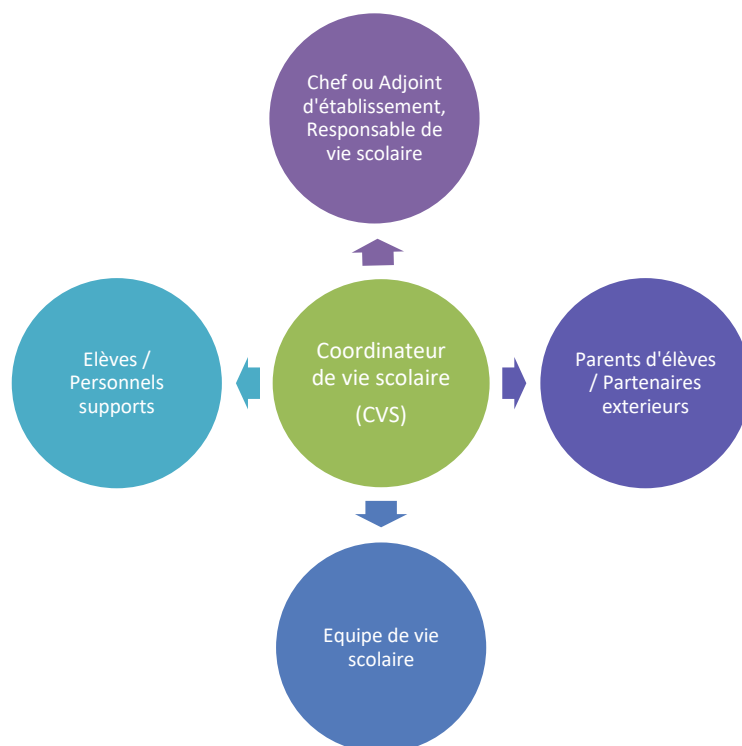 Chef ou Adjoint
d'établissement,
Responsable de
vie scolaire
Elèves /
Personnels
supports
Coordinateur
de vie scolaire
(CVS)
Parents d'élèves
/ Partenaires
exterieurs
Equipe de vie
scolaire